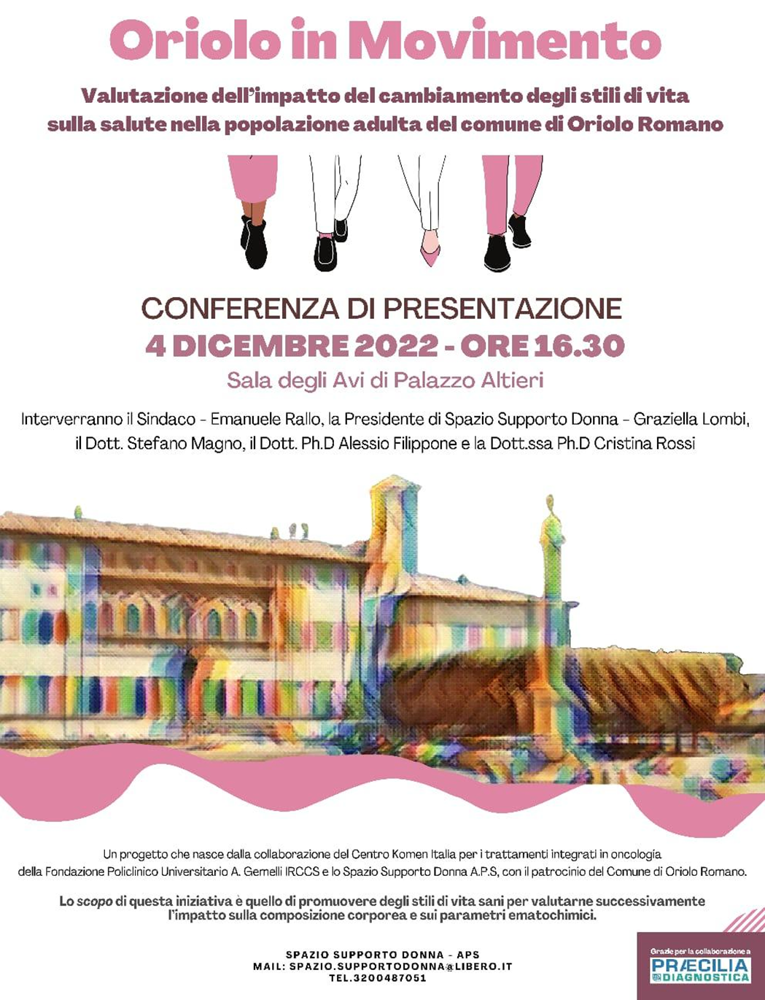 Oriolo in Movimento
Valutazione dell'impatto del cambiamento degli stili di vita
sulla salute nella popolazione adulta del comune di Oriolo Romano
CONFERENZA DI PRESENTAZIONE
4 DICEMBRE 2022 - ORE 16.30
Sala degli Avi di Palazzo Altieri
Interverranno il Sindaco - Emanuele Rallo, la Presidente di Spazio Supporto Donna - Graziella Lombi,
il Dott. Stefano Magno, il Dott. Ph.D Alessio Filippone e la Dott.ssa Ph.D Cristina Rossi
Un progetto che nasce dalla collaborazione del Centro Komen Italia per i trattamenti integrati in oncologia
della Fondazione Policlinico Universitario A. Gemelli IRCCS e lo Spazio Supporto Donna A.P.S, con il patrocinio del Comune di Oriolo Romano.
Lo scopo di questa iniziativa è quello di promuovere degli stili di vita sani per valutarne successivamente
l'impatto sulla composizione corporea e sui parametri ematochimici.
SPAZIO SUPPORTO DONNA - APS
MAIL: SPAZIO.SUPPORTODONNA@LIBERO.IT
TEL.3200487051
Grazie per la collaborazione a
PRÆCILIA
DIAGNOSTICA